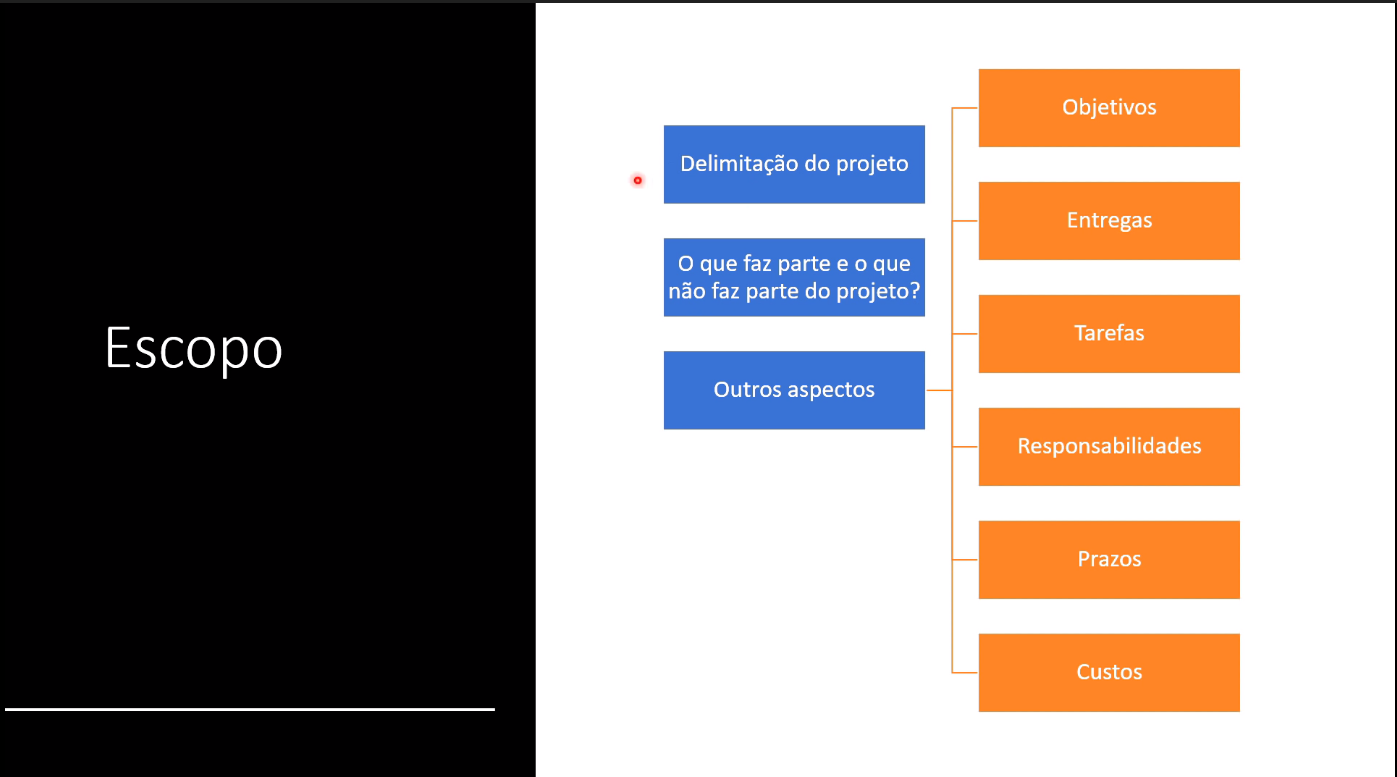 Escopo
Delimitação do projeto
O que faz parte e o que
não faz parte do projeto?
Outros aspectos
Objetivos
Entregas
Tarefas
Responsabilidades
Prazos
Custos